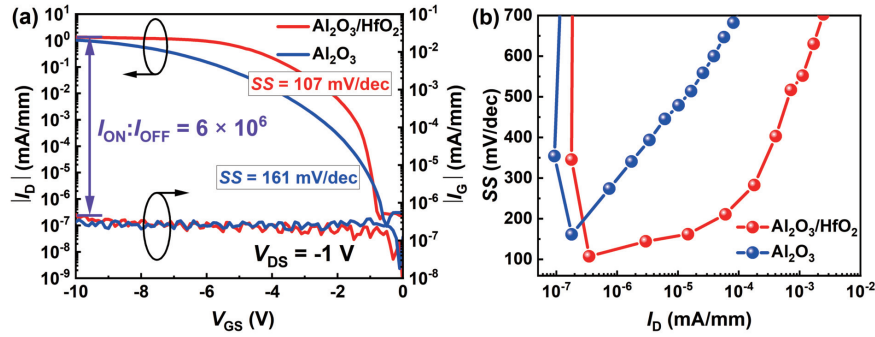 (a)
Al₂O₃/HfO₂
Al₂O₃
SS = 107 mV/dec
I_ON:I_OFF = 6 × 10⁶
SS = 161 mV/dec
V_DS = -1 V
|I_D| (mA/mm)
10²
10¹
10⁰
10⁻¹
10⁻²
10⁻³
10⁻⁴
10⁻⁵
10⁻⁶
10⁻⁷
10⁻⁸
10⁻⁹
|I_G| (mA/mm)
10⁻¹
10⁻²
10⁻³
10⁻⁴
10⁻⁵
10⁻⁶
10⁻⁷
10⁻⁸
-10 -8 -6 -4 -2 0
V_GS (V)
(b)
SS (mV/dec)
700
600
500
400
300
200
100
Al₂O₃/HfO₂
Al₂O₃
10⁻⁷ 10⁻⁶ 10⁻⁵ 10⁻⁴ 10⁻³ 10⁻²
I_D (mA/mm)